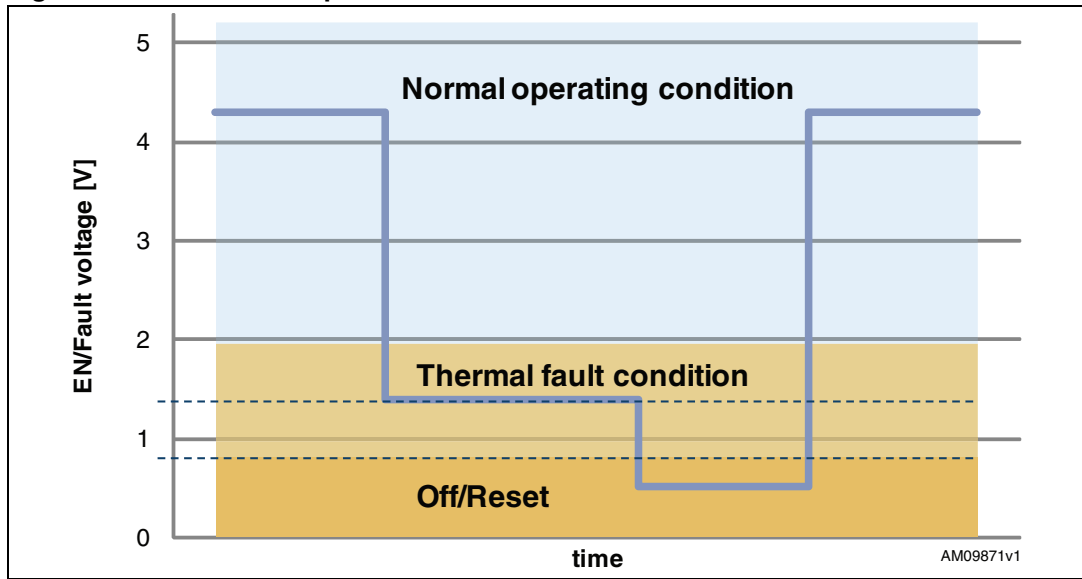 5
Normal operating condition
4
EN/Fault voltage [V]
3
2
Thermal fault condition
1
Off/Reset
0
time
AM09871v1